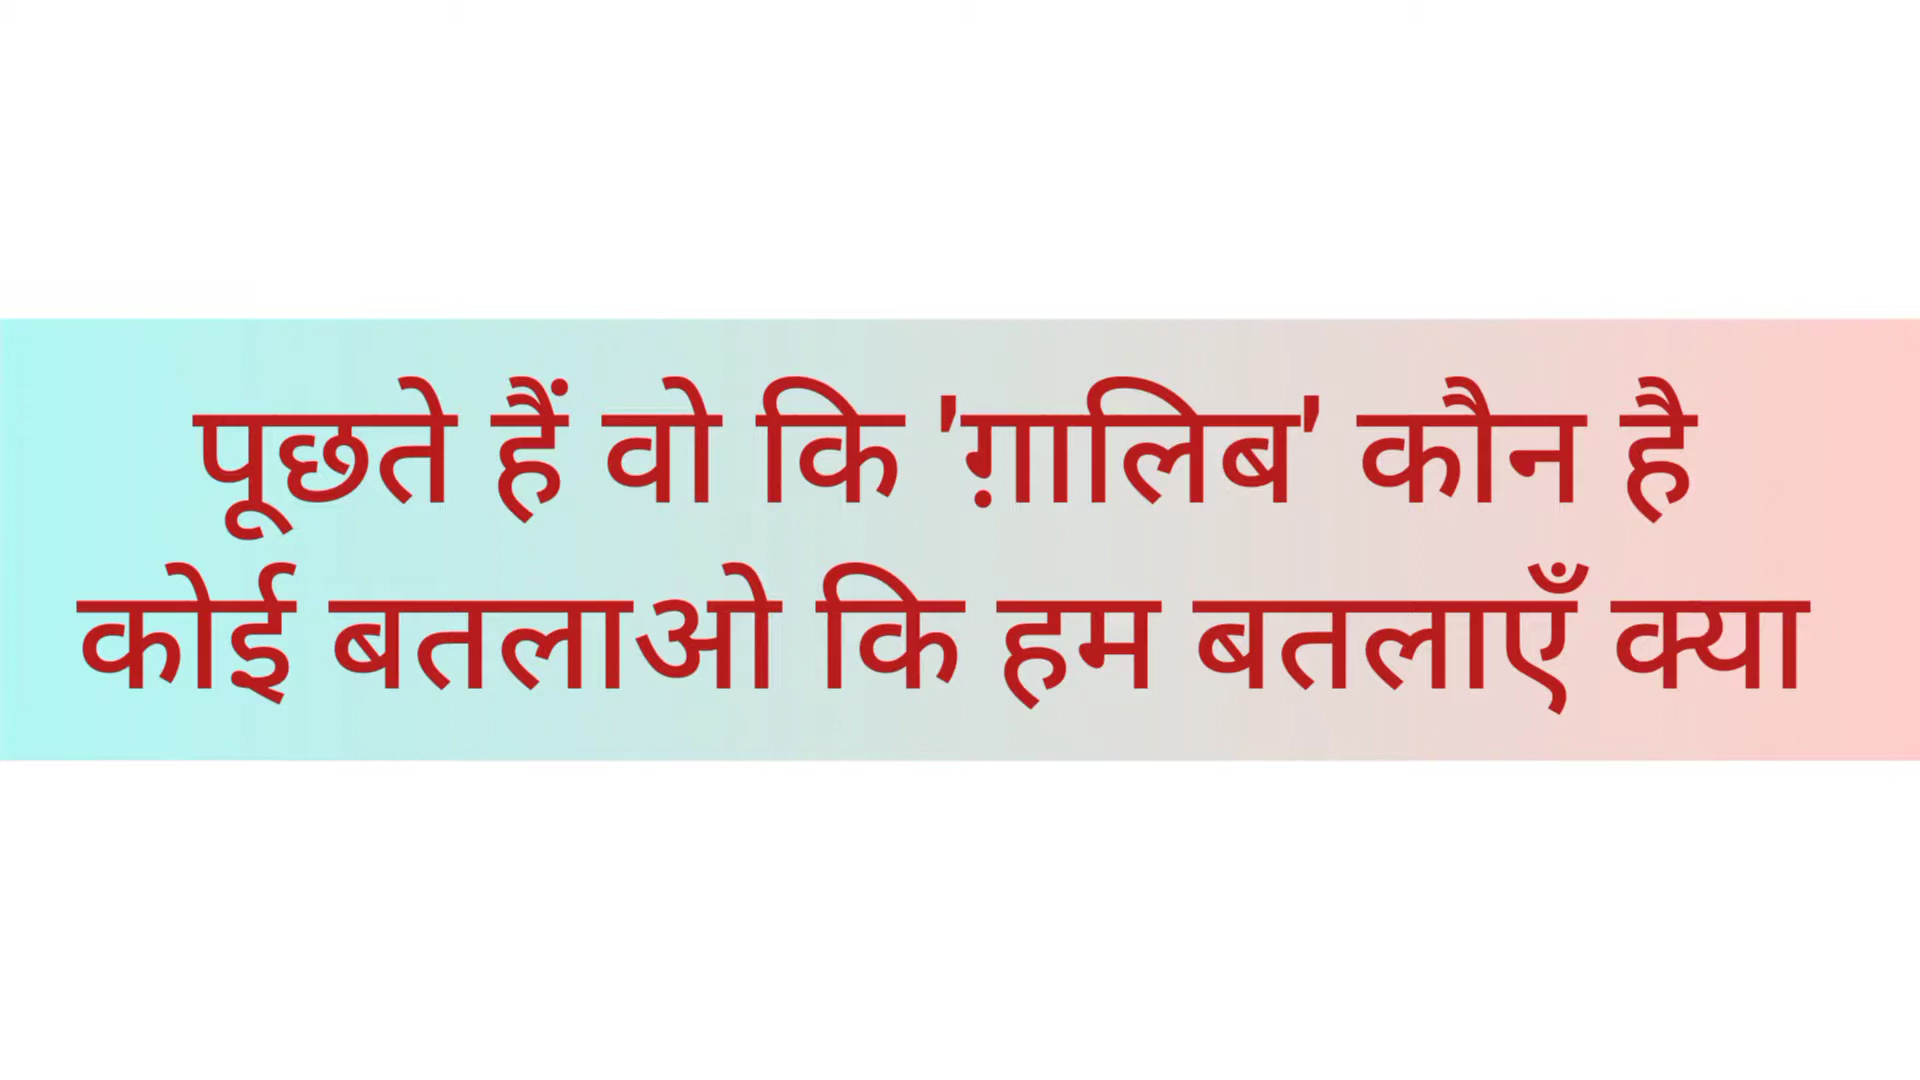 पूछते हैं वो कि 'ग़ालिब' कौन है
कोई बतलाओ कि हम बतलाएँ क्या